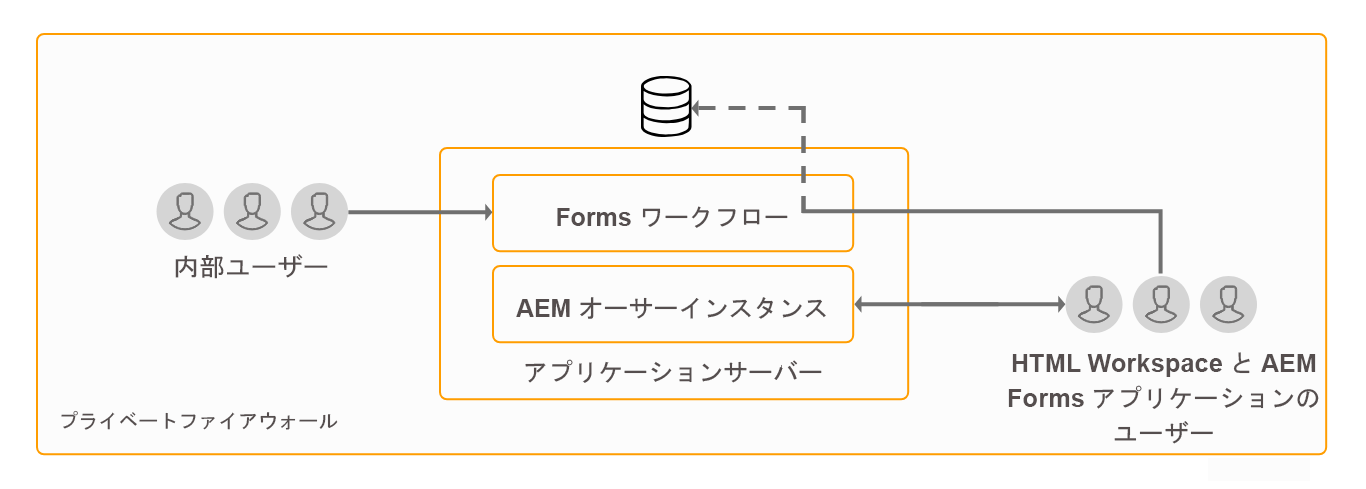 Forms ワークフロー
内部ユーザー
AEM オーサーインスタンス
アプリケーションサーバー
HTML Workspace と AEM
Forms アプリケーションの
ユーザー
プライベートファイアウォール